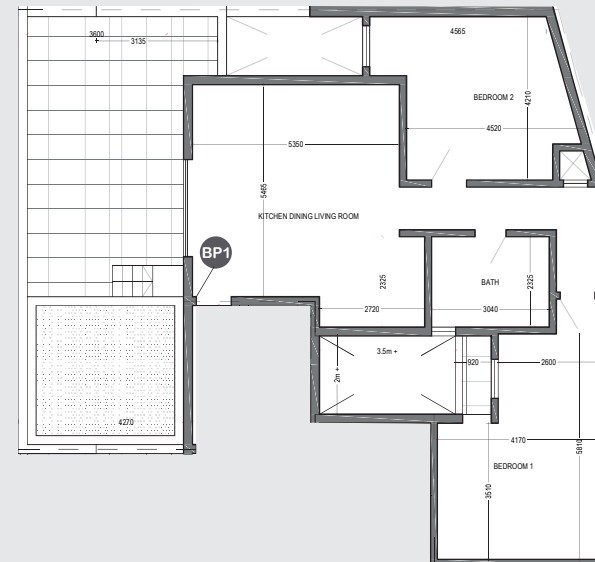 3600
3135
4565
BEDROOM 2
4210
4520
5350
5465
KITCHEN DINING LIVING ROOM
BP1
2325
BATH
2325
2720
3040
3.5m +
2m +
920
2600
4270
4170
5810
BEDROOM 1
3510